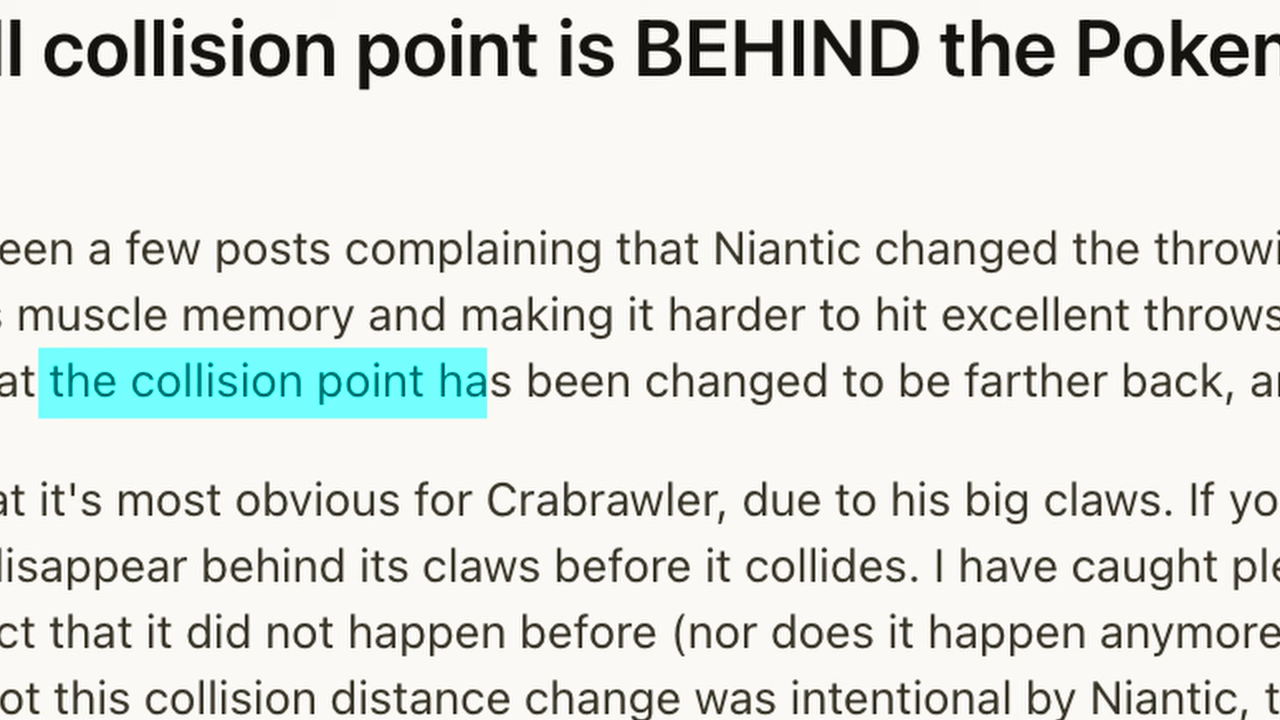 ll collision point is BEHIND the Pokem
een a few posts complaining that Niantic changed the throwi
s muscle memory and making it harder to hit excellent throws
at the collision point has been changed to be farther back, an
at it's most obvious for Crabrawler, due to his big claws. If yo
disappear behind its claws before it collides. I have caught ple
ct that it did not happen before (nor does it happen anymore
ot this collision distance change was intentional by Niantic, t